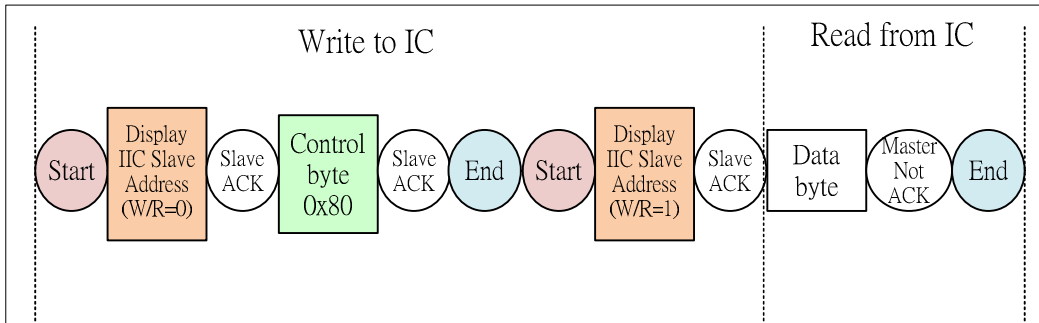 Write to IC
Read from IC
Start
Display
IIC Slave
Address
(W/R=0)
Slave
ACK
Control
byte
0x80
Slave
ACK
End
Start
Display
IIC Slave
Address
(W/R=1)
Slave
ACK
Data
byte
Master
Not
ACK
End